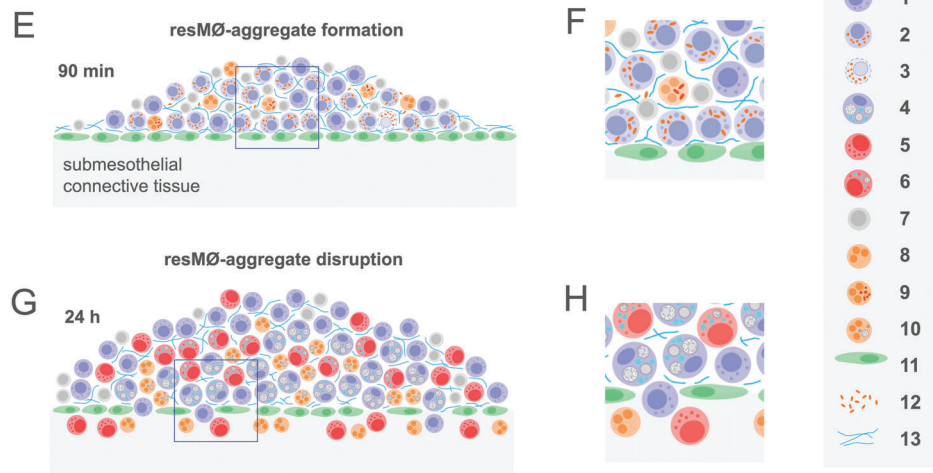 E
resMØ-aggregate formation
90 min
submesothelial
connective tissue
F
G
resMØ-aggregate disruption
24 h
H
2
3
4
5
6
7
8
9
10
11
12
13